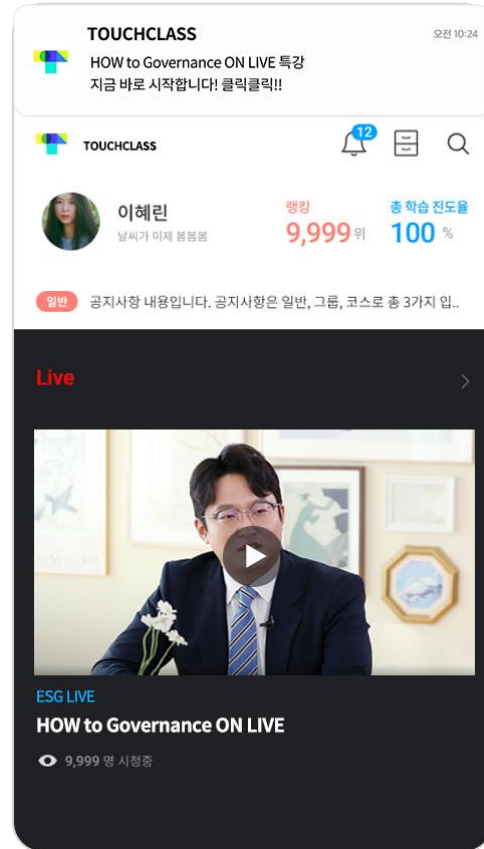 TOUCHCLASS
오전 10:24
HOW to Governance ON LIVE 특강
지금 바로 시작합니다! 클릭클릭!!
TOUCHCLASS
12
이혜린
날씨가 이제 봄봄봄
랭킹
9,999 위
총 학습 진도율
100 %
일반 공지사항 내용입니다. 공지사항은 일반, 그룹, 코스로 총 3가지 입..
Live
ESG LIVE
HOW to Governance ON LIVE
9,999 명 시청중